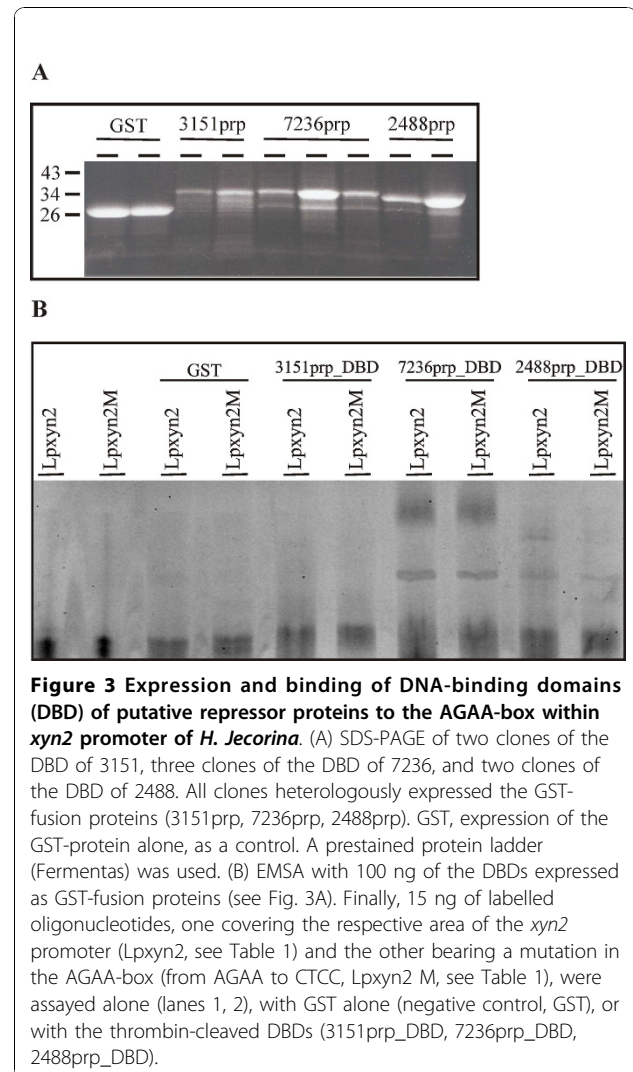 A
GST 3151prp 7236prp 2488prp
43
34
26
B
GST 3151prp_DBD 7236prp_DBD 2488prp_DBD
Lpxyn2 Lpxyn2M Lpxyn2 Lpxyn2M Lpxyn2 Lpxyn2M Lpxyn2 Lpxyn2M Lpxyn2 Lpxyn2M
Figure 3 Expression and binding of DNA-binding domains
(DBD) of putative repressor proteins to the AGAA-box within
xyn2 promoter of H. Jecorina. (A) SDS-PAGE of two clones of the
DBD of 3151, three clones of the DBD of 7236, and two clones of
the DBD of 2488. All clones heterologously expressed the GST-
fusion proteins (3151prp, 7236prp, 2488prp). GST, expression of the
GST-protein alone, as a control. A prestained protein ladder
(Fermentas) was used. (B) EMSA with 100 ng of the DBDs expressed
as GST-fusion proteins (see Fig. 3A). Finally, 15 ng of labelled
oligonucleotides, one covering the respective area of the xyn2
promoter (Lpxyn2, see Table 1) and the other bearing a mutation in
the AGAA-box (from AGAA to CTCC, Lpxyn2 M, see Table 1), were
assayed alone (lanes 1, 2), with GST alone (negative control, GST), or
with the thrombin-cleaved DBDs (3151prp_DBD, 7236prp_DBD,
2488prp_DBD).